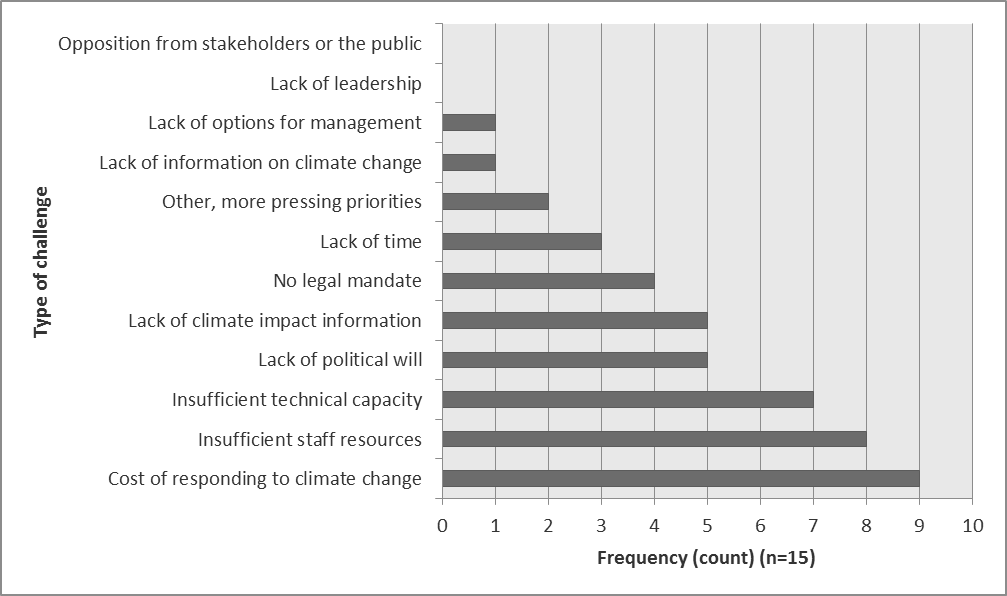 Opposition from stakeholders or the public
Lack of leadership
Lack of options for management
Lack of information on climate change
Other, more pressing priorities
Lack of time
No legal mandate
Lack of climate impact information
Lack of political will
Insufficient technical capacity
Insufficient staff resources
Cost of responding to climate change
Type of challenge
0 1 2 3 4 5 6 7 8 9 10
Frequency (count) (n=15)